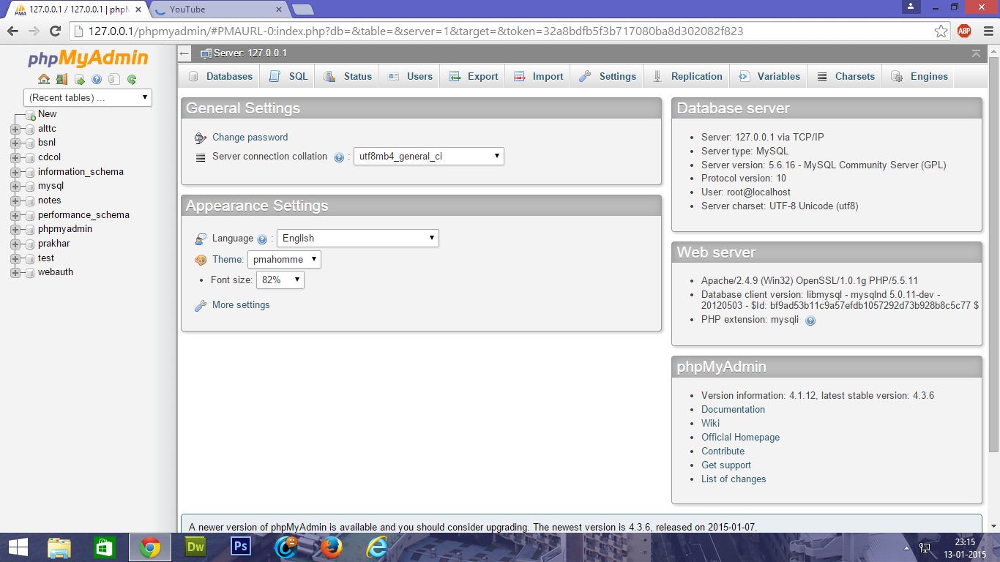 127.0.0.1 / 127.0.0.1 | phpM
YouTube
127.0.0.1/phpmyadmin/#PMAURL-0:index.php?db=&table=&server=1&target=&token=32a8bdfb5f3b717080ba8d302082f823
ABP
phpMyAdmin
(Recent tables) ...
New
alttc
bsnl
cdcol
information_schema
mysql
notes
performance_schema
phpmyadmin
prakhar
test
webauth
Server: 127.0.0.1
Databases SQL Status Users Export Import Settings Replication Variables Charsets Engines
General Settings
Change password
Server connection collation : utf8mb4_general_ci
Appearance Settings
Language : English
Theme: pmahomme
Font size: 82%
More settings
Database server
Server: 127.0.0.1 via TCP/IP
Server type: MySQL
Server version: 5.6.16 - MySQL Community Server (GPL)
Protocol version: 10
User: root@localhost
Server charset: UTF-8 Unicode (utf8)
Web server
Apache/2.4.9 (Win32) OpenSSL/1.0.1g PHP/5.5.11
Database client version: libmysql - mysqlnd 5.0.11-dev -
20120503 - $Id: bf9ad53b11c9a57efdb1057292d73b928b8c5c77 $
PHP extension: mysqli
phpMyAdmin
Version information: 4.1.12, latest stable version: 4.3.6
Documentation
Wiki
Official Homepage
Contribute
Get support
List of changes
A newer version of phpMyAdmin is available and you should consider upgrading. The newest version is 4.3.6, released on 2015-01-07.
Dw
Ps
23:15
13-01-2015